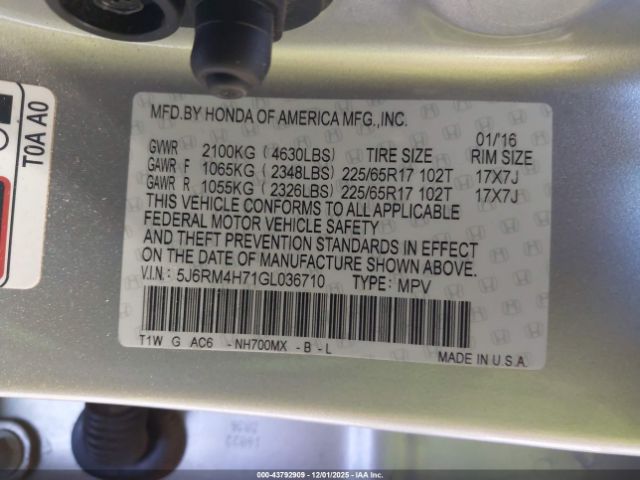 MFD.BY HONDA OF AMERICA MFG.,INC.
01/'16
GVWR 2100KG ( 4630LBS) TIRE SIZE RIM SIZE
GAWR F 1065KG ( 2348LBS) 225/65R17 102T 17X7J
GAWR R 1055KG ( 2326LBS) 225/65R17 102T 17X7J
THIS VEHICLE CONFORMS TO ALL APPLICABLE
FEDERAL MOTOR VEHICLE SAFETY
AND THEFT PREVENTION STANDARDS IN EFFECT
ON THE DATE OF MANUFACTURE SHOWN ABOVE.
V.I.N.: 5J6RM4H71GL036710 TYPE: MPV
T1W G AC6 - NH700MX - B - L
MADE IN U.S.A.
T0A A0
000-43792909 - 12/01/2025 - IAA Inc.